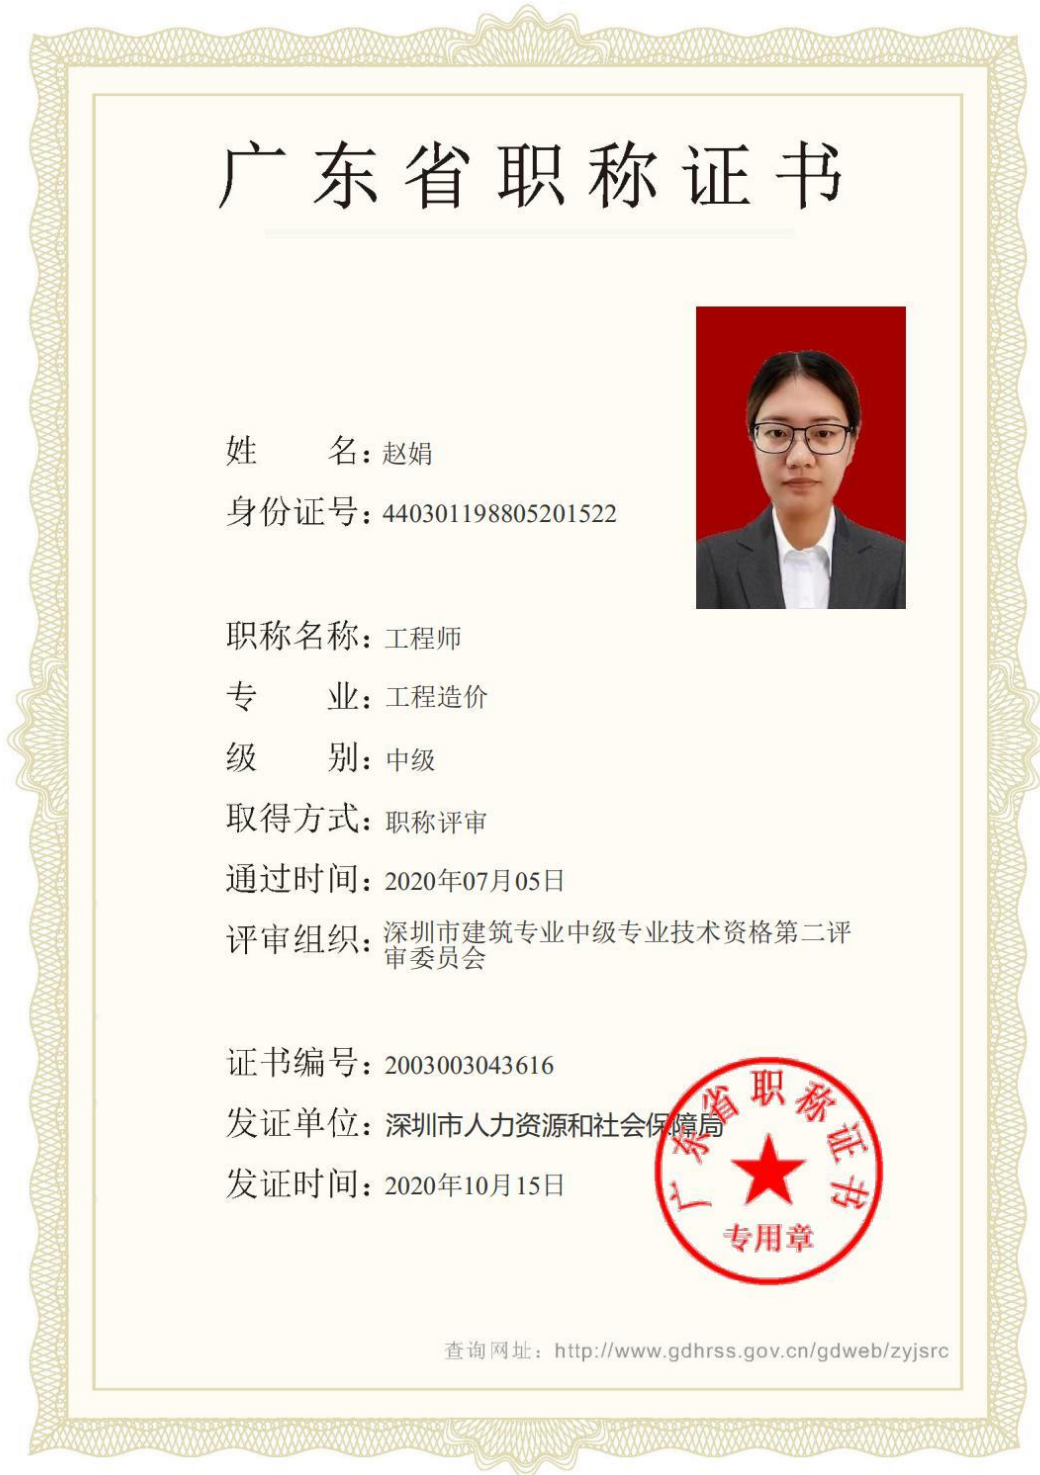 广东省职称证书
姓 名：赵娟
身份证号：440301198805201522
职称名称：工程师
专 业：工程造价
级 别：中级
取得方式：职称评审
通过时间：2020年07月05日
评审组织：深圳市建筑专业中级专业技术资格第二评
审委员会
证书编号：2003003043616
发证单位：深圳市人力资源和社会保障局
发证时间：2020年10月15日
广东省职称证书
专用章
查询网址：http://www.gdhrss.gov.cn/gdweb/zyjsrc